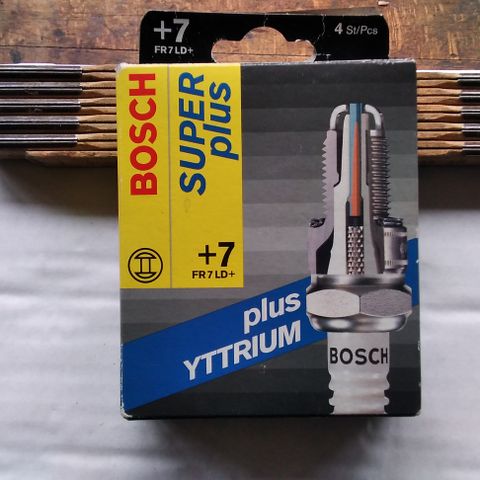 +7
FR7LD+
4 St/Pcs
BOSCH
SUPER
plus
+7
FR7LD+
plus
YTTRIUM
BOSCH